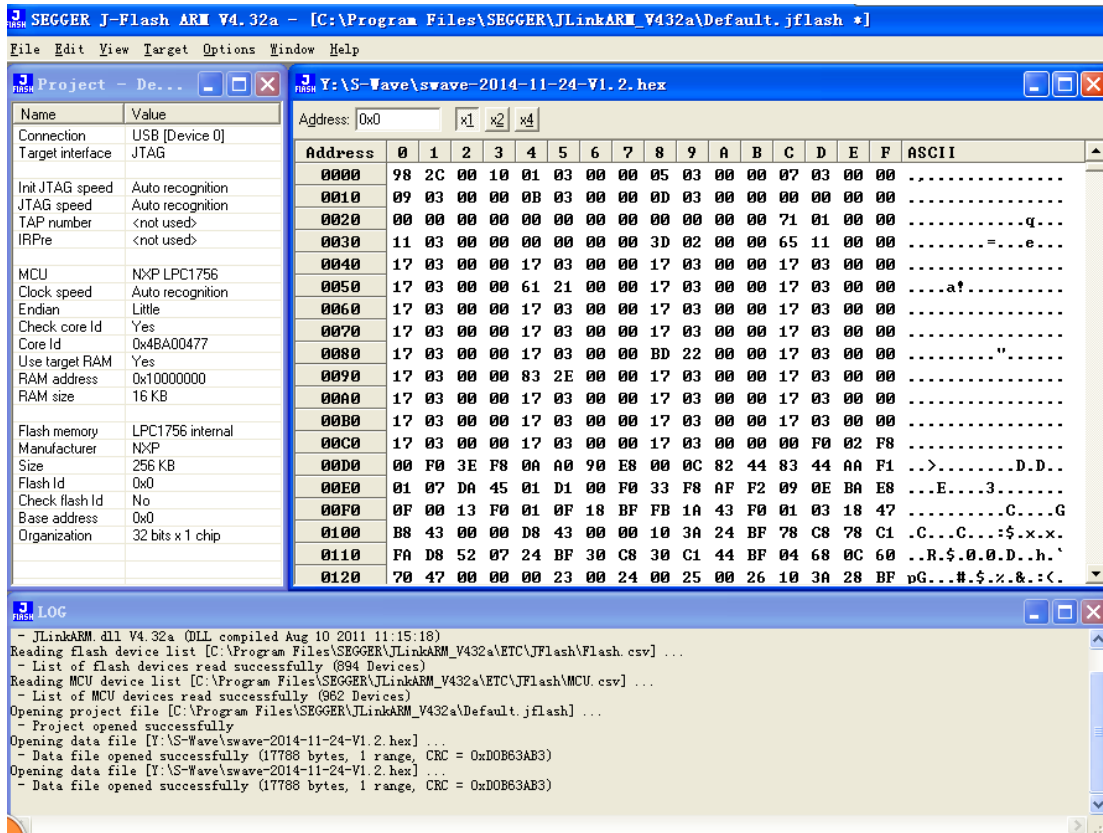 SEGGER J-Flash ARM V4.32a - [C:\Program Files\SEGGER\JLinkARM_V432a\Default.jflash *]
File Edit View Target Options Window Help
Project - De...
Name Value
Connection USB [Device 0]
Target interface JTAG
Init JTAG speed Auto recognition
JTAG speed Auto recognition
TAP number <not used>
IRPre <not used>
MCU NXP LPC1756
Clock speed Auto recognition
Endian Little
Check core Id Yes
Core Id 0x4BA00477
Use target RAM Yes
RAM address 0x10000000
RAM size 16 KB
Flash memory LPC1756 internal
Manufacturer NXP
Size 256 KB
Flash Id 0x0
Check flash Id No
Base address 0x0
Organization 32 bits x 1 chip
Y:\S-Wave\swave-2014-11-24-V1.2.hex
Address: 0x0 x1 x2 x4
Address 0 1 2 3 4 5 6 7 8 9 A B C D E F ASCII
0000 98 2C 00 10 01 03 00 00 05 03 00 00 07 03 00 00 .,..............
0010 09 03 00 00 0B 03 00 00 0D 03 00 00 00 00 00 00 ................
0020 00 00 00 00 00 00 00 00 00 00 00 00 71 01 00 00 ............q...
0030 11 03 00 00 00 00 00 00 3D 02 00 00 65 11 00 00 ........=...e...
0040 17 03 00 00 17 03 00 00 17 03 00 00 17 03 00 00 ................
0050 17 03 00 00 61 21 00 00 17 03 00 00 17 03 00 00 ....a!..........
0060 17 03 00 00 17 03 00 00 17 03 00 00 17 03 00 00 ................
0070 17 03 00 00 17 03 00 00 17 03 00 00 17 03 00 00 ................
0080 17 03 00 00 17 03 00 00 BD 22 00 00 17 03 00 00 .........."......
0090 17 03 00 00 83 2E 00 00 17 03 00 00 17 03 00 00 ................
00A0 17 03 00 00 17 03 00 00 17 03 00 00 17 03 00 00 ................
00B0 17 03 00 00 17 03 00 00 17 03 00 00 17 03 00 00 ................
00C0 17 03 00 00 17 03 00 00 17 03 00 00 00 F0 02 F8 ................
00D0 00 F0 3E F8 0A A0 90 E8 00 0C 82 44 83 44 AA F1 ..>........D.D..
00E0 01 07 DA 45 01 D1 00 F0 33 F8 AF F2 09 0E BA E8 ...E....3.......
00F0 0F 00 13 F0 01 0F 18 BF FB 1A 43 F0 01 03 18 47 ..........C....G
0100 B8 43 00 00 D8 43 00 00 10 3A 24 BF 78 C8 78 C1 .C...C...:$.x.x.
0110 FA D8 52 07 24 BF 30 C8 30 C1 44 BF 04 68 0C 60 ..R.$.0.0.D..h.`
0120 70 47 00 00 00 23 00 24 00 25 00 26 10 3A 28 BF pG...#.$.%.&.:(.
LOG
- JLinkARM.dll V4.32a (DLL compiled Aug 10 2011 11:15:18)
Reading flash device list [C:\Program Files\SEGGER\JLinkARM_V432a\ETC\JFlash\Flash.csv] ...
- List of flash devices read successfully (894 Devices)
Reading MCU device list [C:\Program Files\SEGGER\JLinkARM_V432a\ETC\JFlash\MCU.csv] ...
- List of MCU devices read successfully (962 Devices)
Opening project file [C:\Program Files\SEGGER\JLinkARM_V432a\Default.jflash] ...
- Project opened successfully
Opening data file [Y:\S-Wave\swave-2014-11-24-V1.2.hex] ...
- Data file opened successfully (17788 bytes, 1 range, CRC = 0xD0B63AB3)
Opening data file [Y:\S-Wave\swave-2014-11-24-V1.2.hex] ...
- Data file opened successfully (17788 bytes, 1 range, CRC = 0xD0B63AB3)